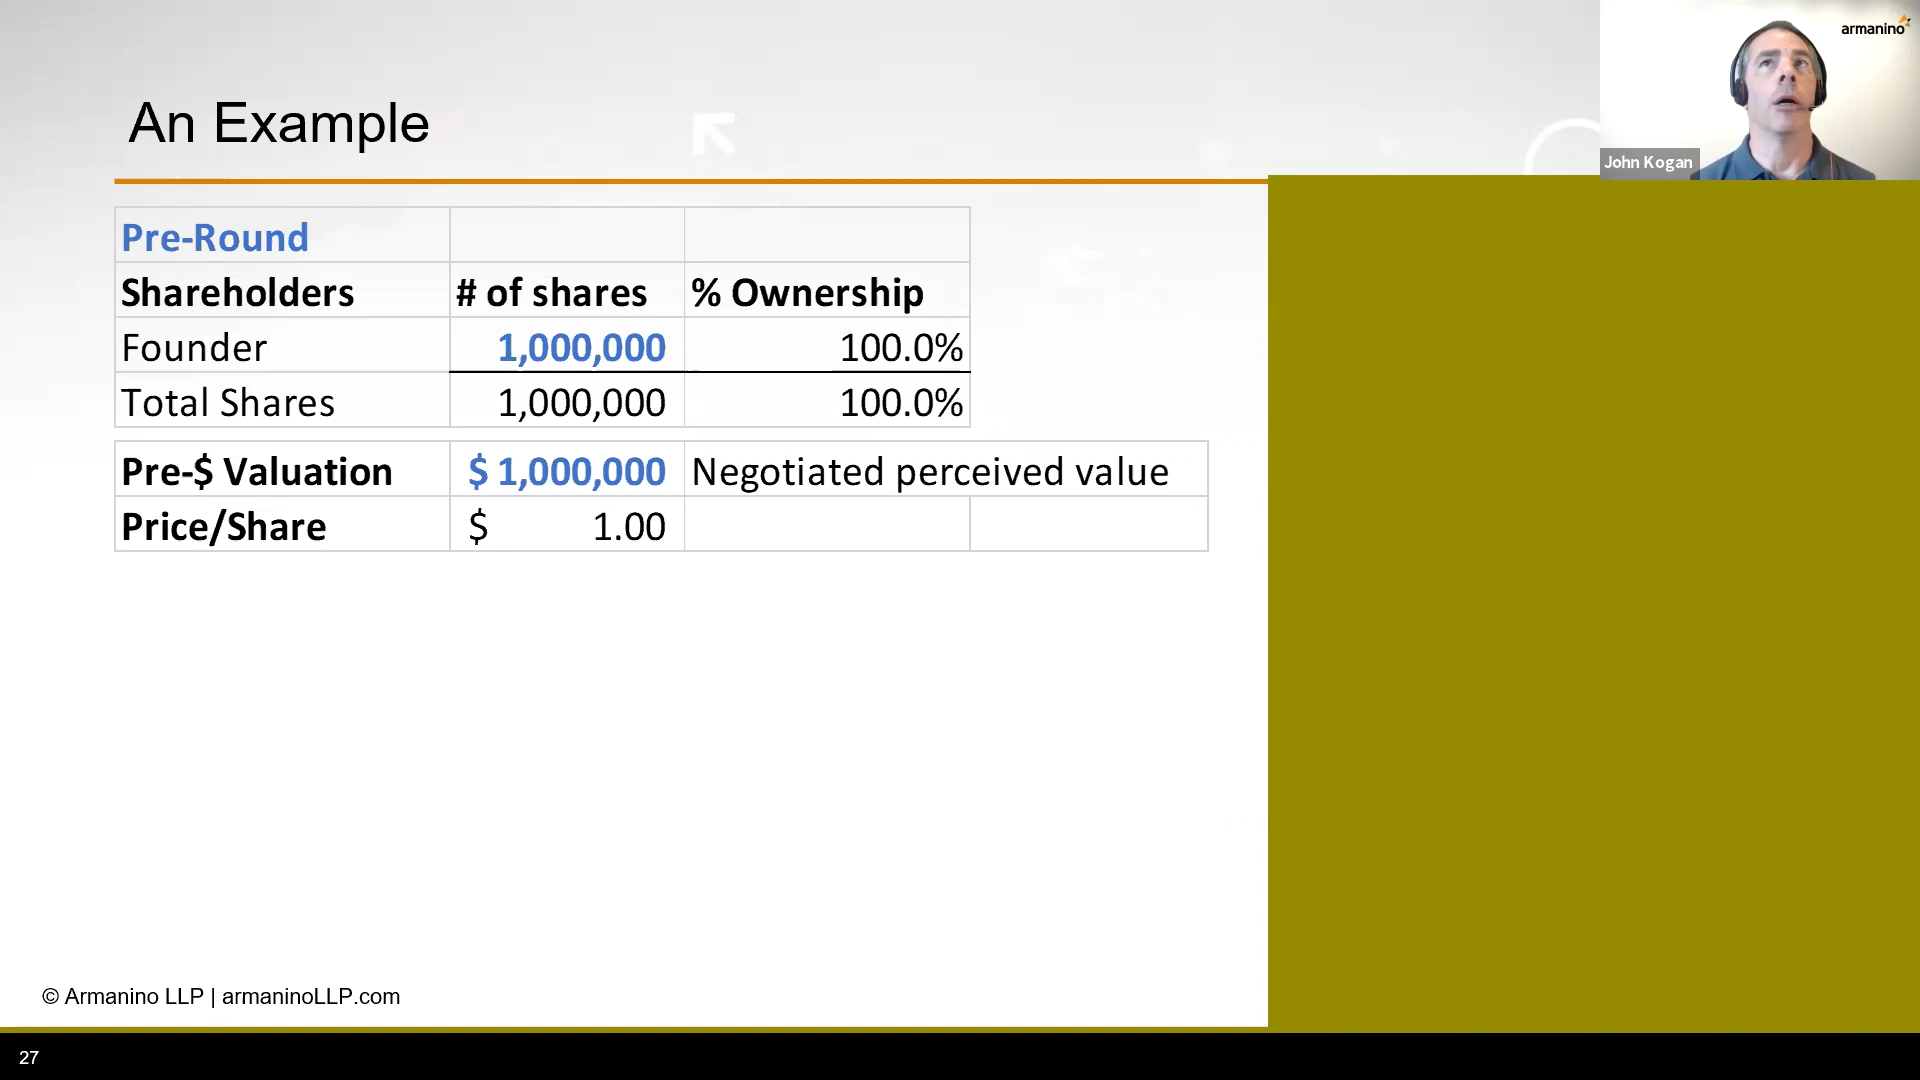 armanino
An Example
John Kogan
Pre-Round
Shareholders # of shares % Ownership
Founder 1,000,000 100.0%
Total Shares 1,000,000 100.0%
Pre-$ Valuation $ 1,000,000 Negotiated perceived value
Price/Share $ 1.00
© Armanino LLP | armaninoLLP.com
27